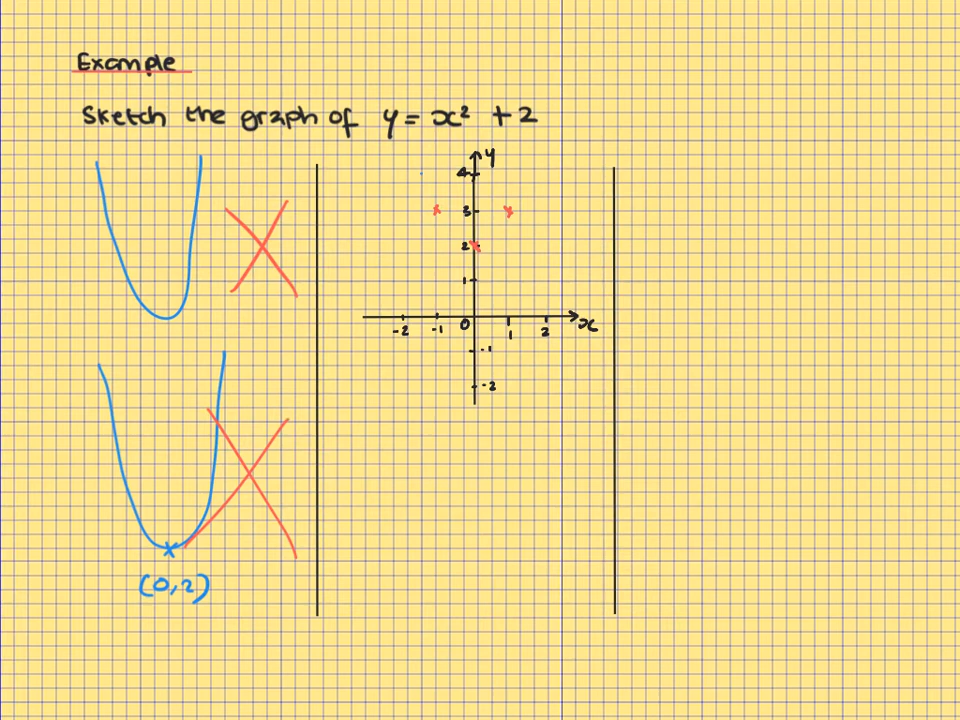 Example
Sketch the graph of y = x² + 2
y
4
3
2
1
-2 -1 0 1 2 x
-1
-2
(0,2)